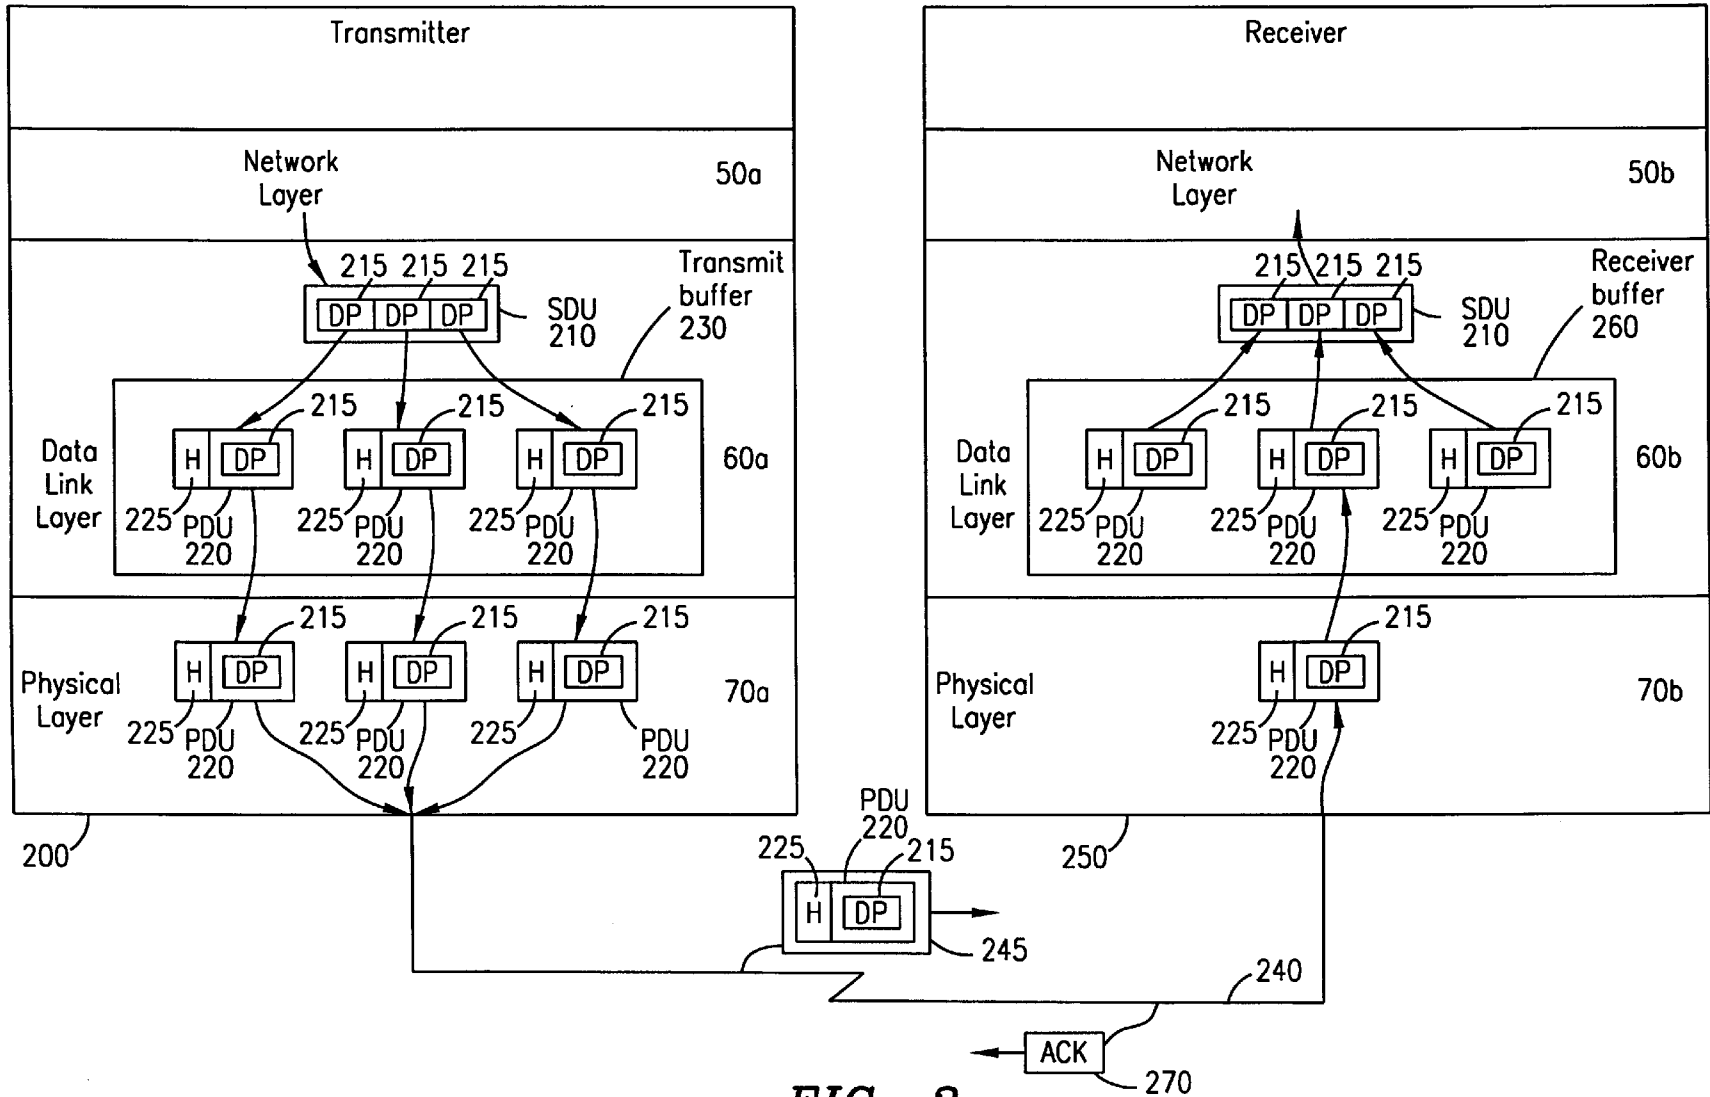 Transmitter
Network
Layer
50a
215 215 215
Transmit
buffer
230
DP DP DP
SDU
210
Data
Link
Layer
60a
215
H DP
225
PDU
220
215
H DP
225
PDU
220
215
H DP
225
PDU
220
Physical
Layer
70a
215
H DP
225
PDU
220
215
H DP
225
PDU
220
215
H DP
225
PDU
220
200
Receiver
Network
Layer
50b
215 215 215
Receiver
buffer
260
DP DP DP
SDU
210
Data
Link
Layer
60b
215
H DP
225
PDU
220
215
H DP
225
PDU
220
215
H DP
225
PDU
220
Physical
Layer
70b
215
H DP
225
PDU
220
250
PDU
220
225
215
H DP
245
240
ACK
270